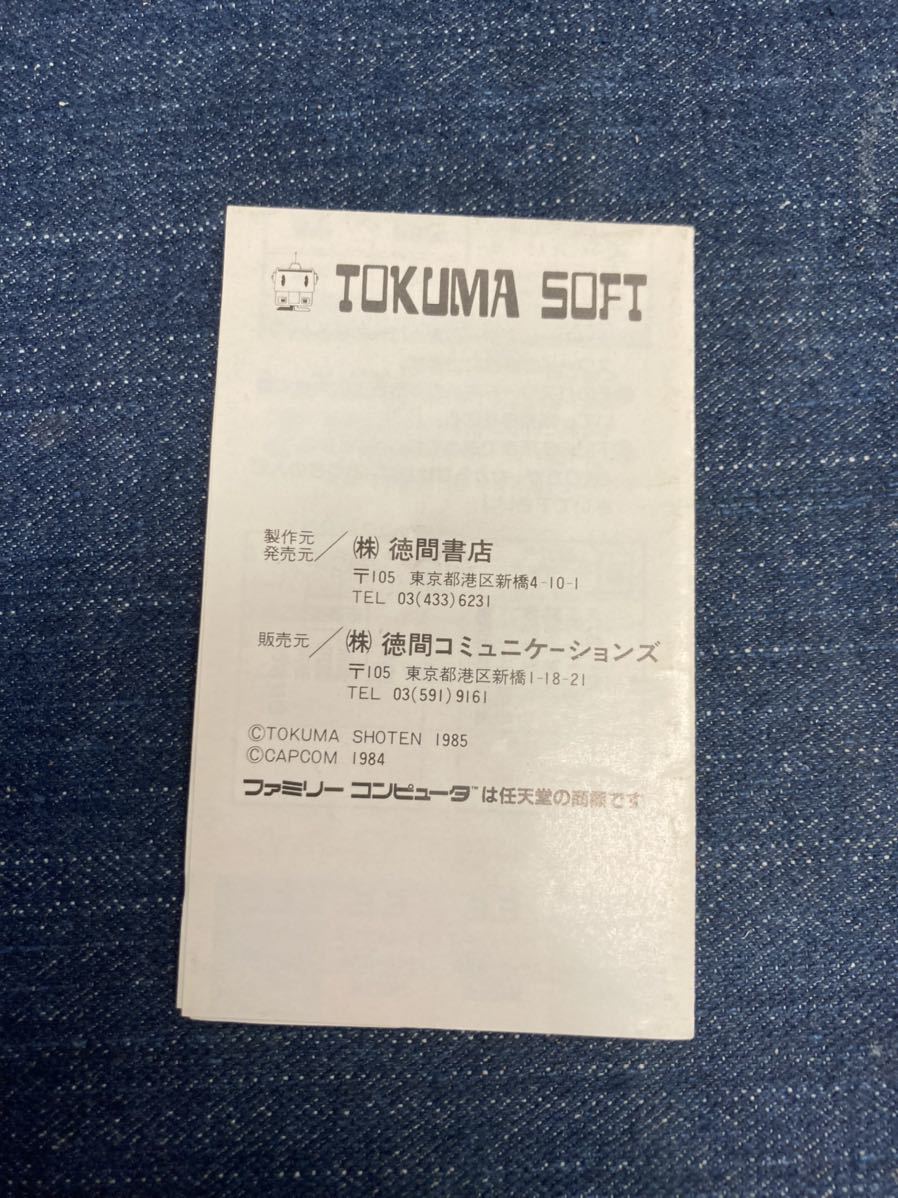 TOKUMA SOFT
製作元
発売元／㈱ 徳間書店
〒105 東京都港区新橋4-10-1
TEL 03(433)6231
販売元／㈱ 徳間コミュニケーションズ
〒105 東京都港区新橋1-18-21
TEL 03(591)9161
©TOKUMA SHOTEN 1985
©CAPCOM 1984
ファミリー コンピュータ™は任天堂の商標です